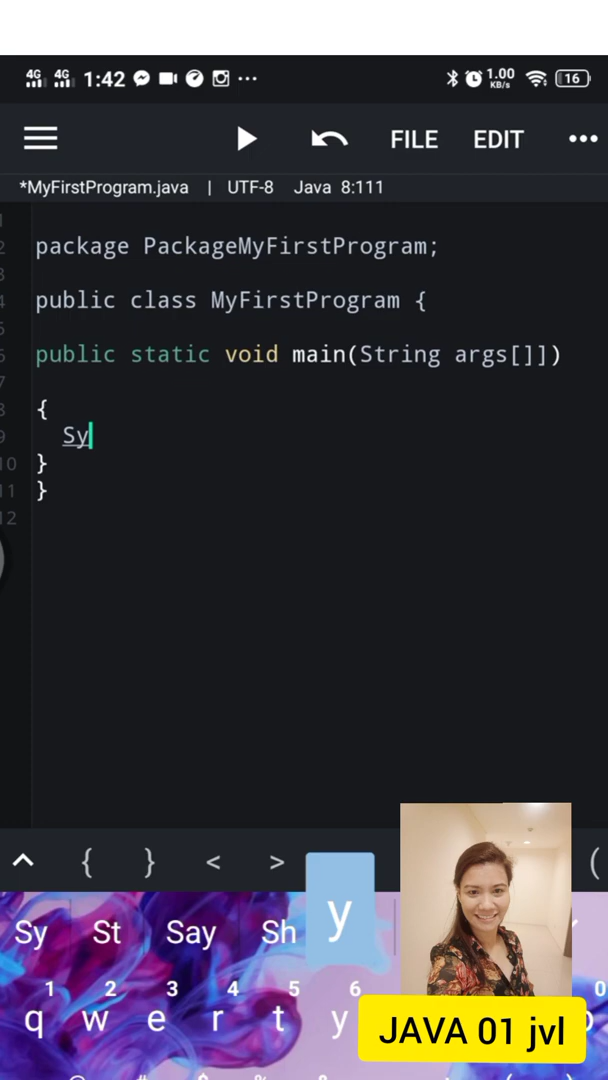 4G 4G 1:42 ... 1.00 KB/s 16
FILE EDIT
*MyFirstProgram.java | UTF-8 Java 8:111
2 package PackageMyFirstProgram;
3
4 public class MyFirstProgram {
5
6 public static void main(String args[])
7
8 {
9 Sy
10 }
11 }
12
{ } < > (
Sy St Say Sh y
1 2 3 4 5 6 0
q w e r t y
JAVA 01 jvl